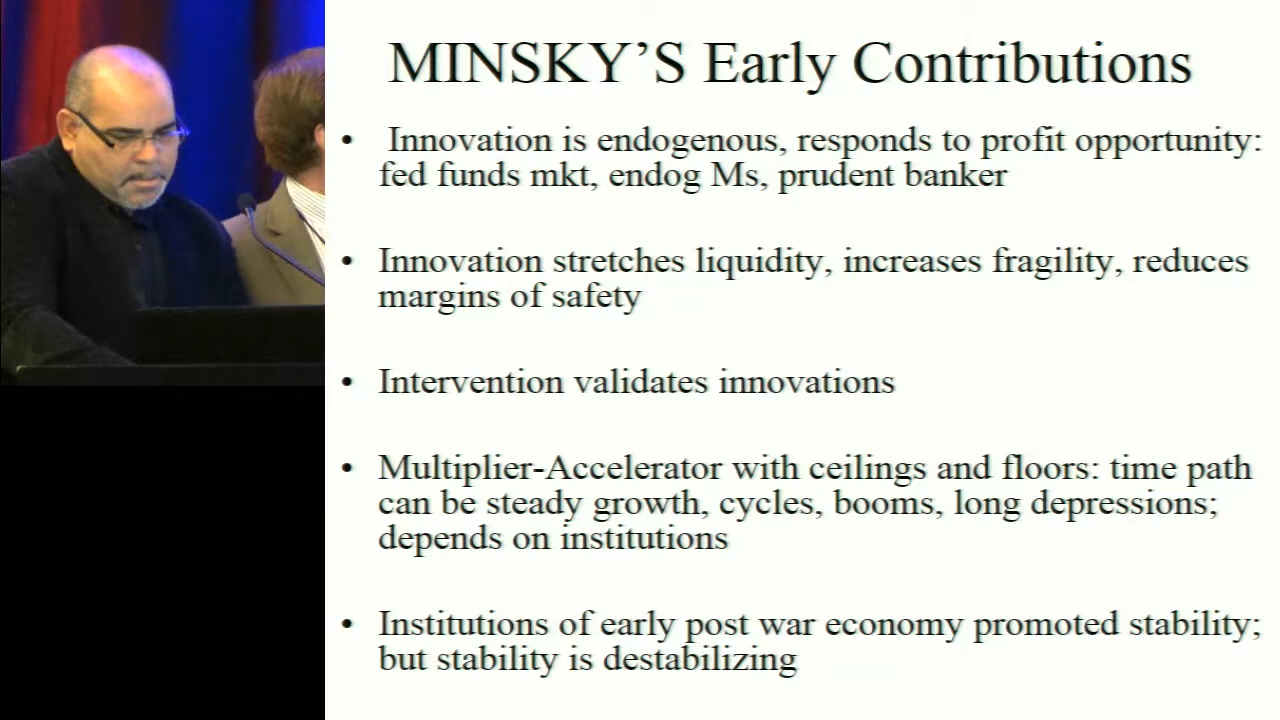 MINSKY'S Early Contributions
• Innovation is endogenous, responds to profit opportunity:
fed funds mkt, endog Ms, prudent banker
• Innovation stretches liquidity, increases fragility, reduces
margins of safety
• Intervention validates innovations
• Multiplier-Accelerator with ceilings and floors: time path
can be steady growth, cycles, booms, long depressions;
depends on institutions
• Institutions of early post war economy promoted stability;
but stability is destabilizing